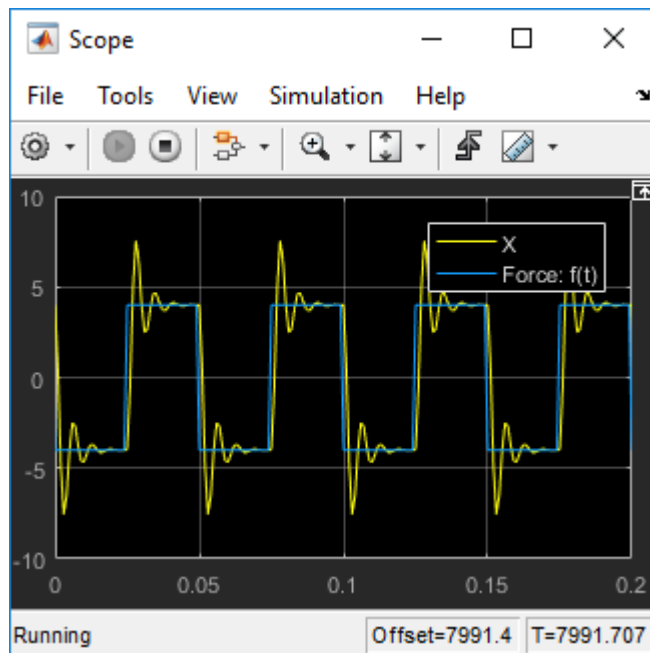 Scope
File Tools View Simulation Help
10
5
0
-5
-10
X
Force: f(t)
0 0.05 0.1 0.15 0.2
Running Offset=7991.4 T=7991.707